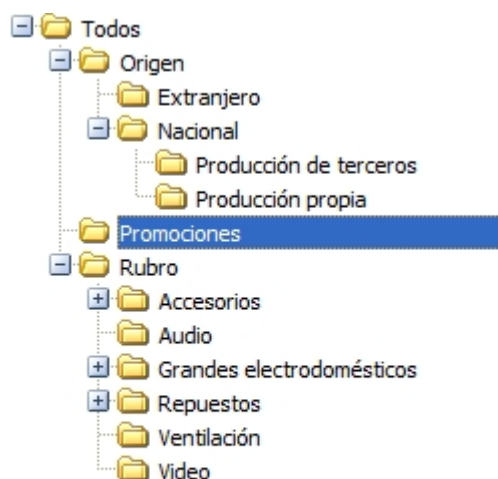 Todos
Origen
Extranjero
Nacional
Producción de terceros
Producción propia
Promociones
Rubro
Accesorios
Audio
Grandes electrodomésticos
Repuestos
Ventilación
Video